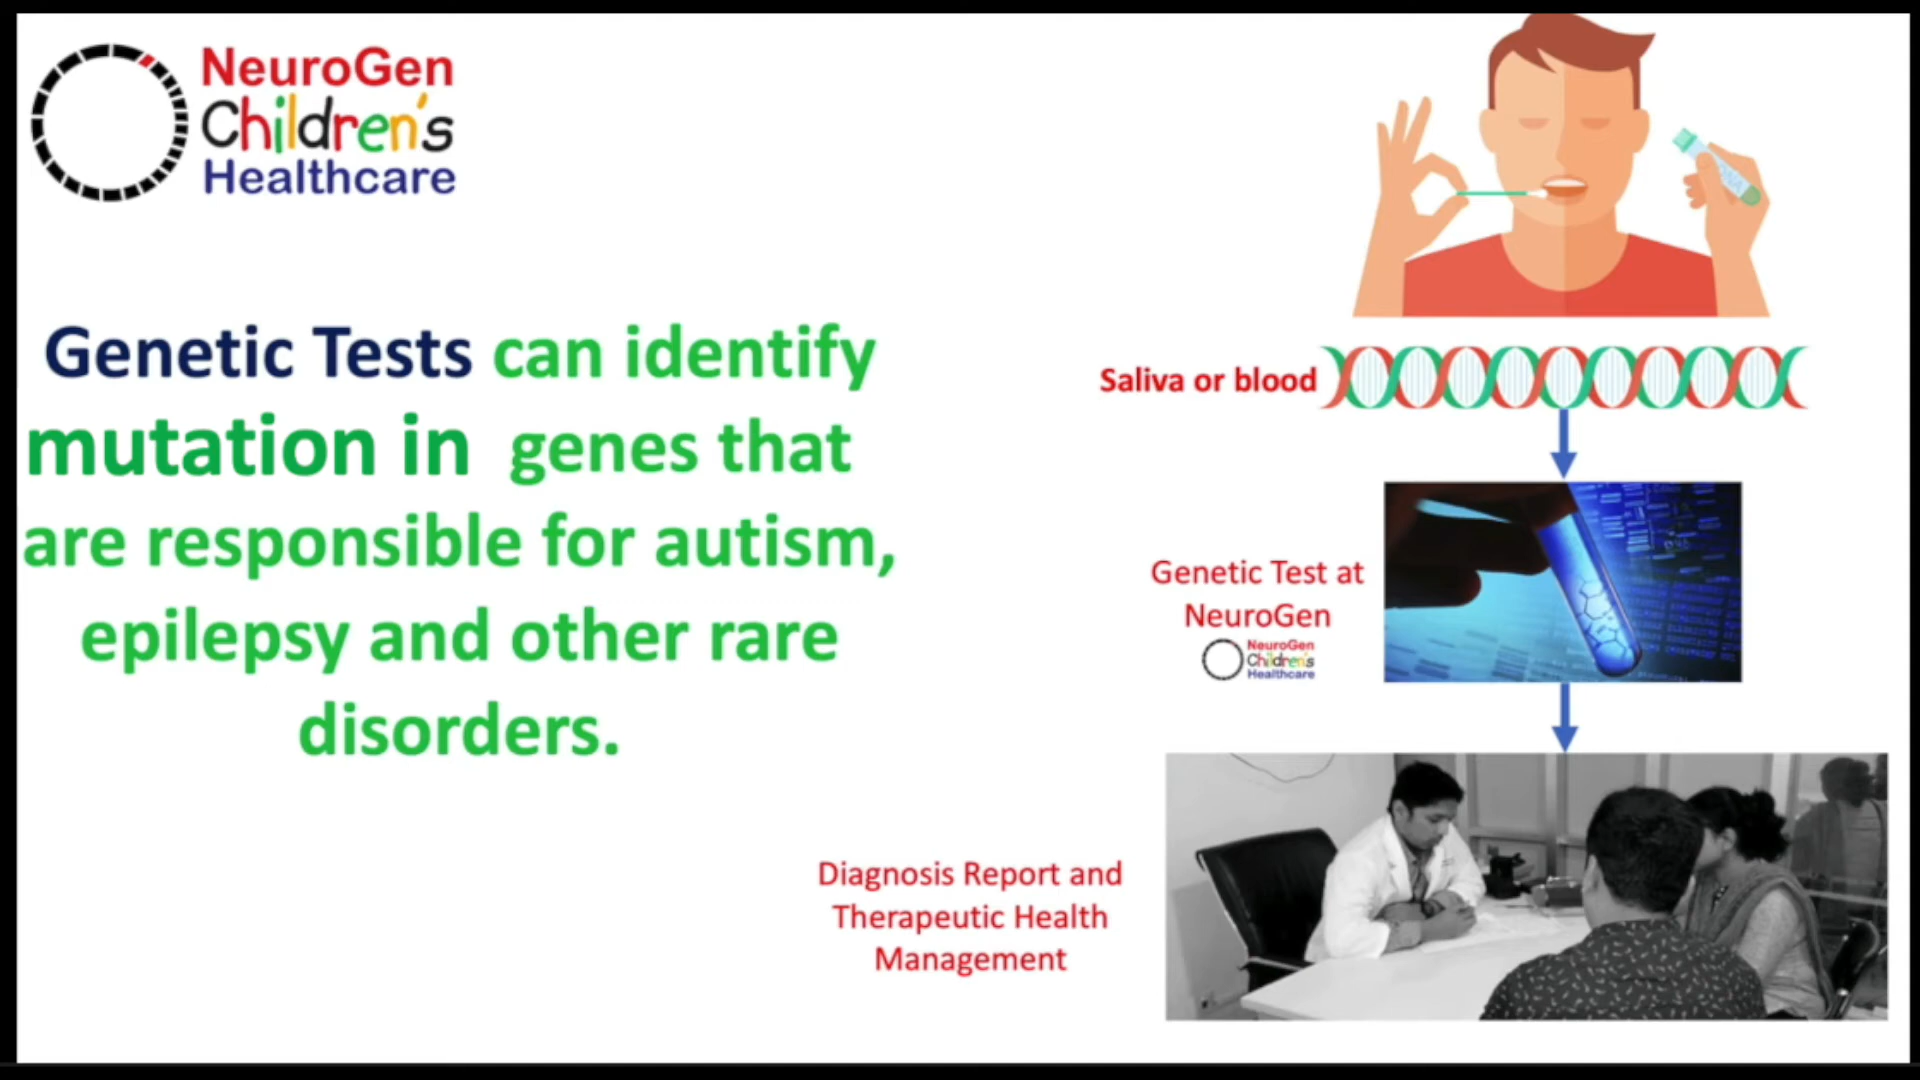 NeuroGen
Children's
Healthcare
Genetic Tests can identify
mutation in genes that
are responsible for autism,
epilepsy and other rare
disorders.
DNA
Saliva or blood
Genetic Test at
NeuroGen
NeuroGen
Children's
Healthcare
Diagnosis Report and
Therapeutic Health
Management